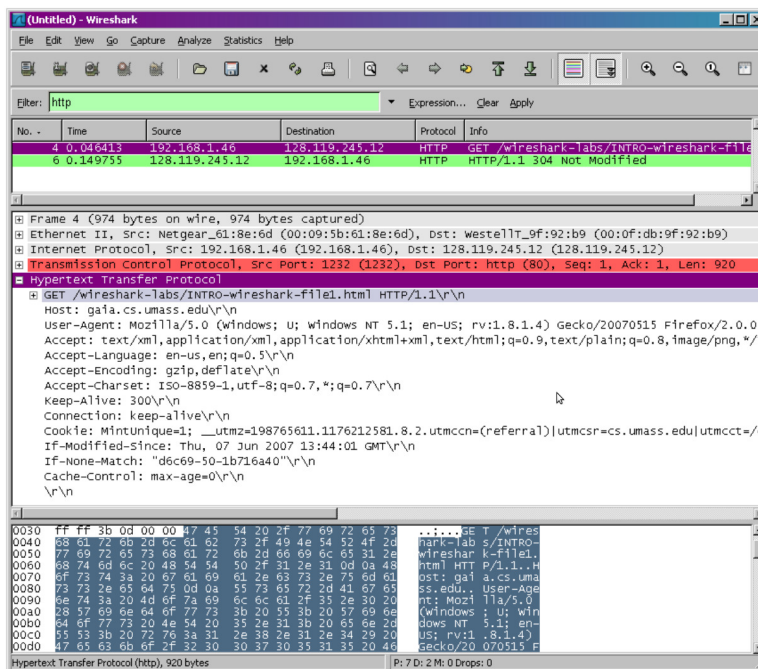 (Untitled) - Wireshark
File Edit View Go Capture Analyze Statistics Help
Filter: http Expression... Clear Apply
No. - Time Source Destination Protocol Info
4 0.046413 192.168.1.46 128.119.245.12 HTTP GET /wireshark-labs/INTRO-wireshark-file
6 0.149755 128.119.245.12 192.168.1.46 HTTP HTTP/1.1 304 Not Modified
Frame 4 (974 bytes on wire, 974 bytes captured)
Ethernet II, Src: Netgear_61:8e:6d (00:09:5b:61:8e:6d), Dst: WestellT_9f:92:b9 (00:0f:db:9f:92:b9)
Internet Protocol, Src: 192.168.1.46 (192.168.1.46), Dst: 128.119.245.12 (128.119.245.12)
Transmission Control Protocol, Src Port: 1232 (1232), Dst Port: http (80), Seq: 1, Ack: 1, Len: 920
Hypertext Transfer Protocol
GET /wireshark-labs/INTRO-wireshark-file1.html HTTP/1.1\r\n
Host: gaia.cs.umass.edu\r\n
User-Agent: Mozilla/5.0 (Windows; U; Windows NT 5.1; en-US; rv:1.8.1.4) Gecko/20070515 Firefox/2.0.0
Accept: text/xml,application/xml,application/xhtml+xml,text/html;q=0.9,text/plain;q=0.8,image/png,*/
Accept-Language: en-us,en;q=0.5\r\n
Accept-Encoding: gzip,deflate\r\n
Accept-Charset: ISO-8859-1,utf-8;q=0.7,*;q=0.7\r\n
Keep-Alive: 300\r\n
Connection: keep-alive\r\n
Cookie: MintUnique=1; __utmz=198765611.1176212581.8.2.utmccn=(referral)|utmcsr=cs.umass.edu|utmcct=/
If-Modified-Since: Thu, 07 Jun 2007 13:44:01 GMT\r\n
If-None-Match: "d6c69-50-1b716a40"\r\n
Cache-Control: max-age=0\r\n
\r\n
0030 ff ff 3b 0d 00 00 47 45 54 20 2f 77 69 72 65 73 ..;...GE T /wires
0040 68 61 72 6b 2d 6c 61 62 73 2f 49 4e 54 52 4f 2d hark-lab s/INTRO-
0050 77 69 72 65 73 68 61 72 6b 2d 66 69 6c 65 31 2e wireshar k-file1.
0060 68 74 6d 6c 20 48 54 54 50 2f 31 2e 31 0d 0a 48 html HTT P/1.1..H
0070 6f 73 74 3a 20 67 61 69 61 2e 63 73 2e 75 6d 61 ost: gai a.cs.uma
0080 73 73 2e 65 64 75 0d 0a 55 73 65 72 2d 41 67 65 ss.edu.. User-Age
0090 6e 74 3a 20 4d 6f 7a 69 6c 6c 61 2f 35 2e 30 20 nt: Mozi lla/5.0
00a0 28 57 69 6e 64 6f 77 73 3b 20 55 3b 20 57 69 6e (Windows ; U; Win
00b0 64 6f 77 73 20 4e 54 20 35 2e 31 3b 20 65 6e 2d dows NT 5.1; en-
00c0 55 53 3b 20 72 76 3a 31 2e 38 2e 31 2e 34 29 20 US; rv:1 .8.1.4)
00d0 47 65 63 6b 6f 2f 32 30 30 37 30 35 31 35 20 46 Gecko/20 070515 F
Hypertext Transfer Protocol (http), 920 bytes P: 7 D: 2 M: 0 Drops: 0